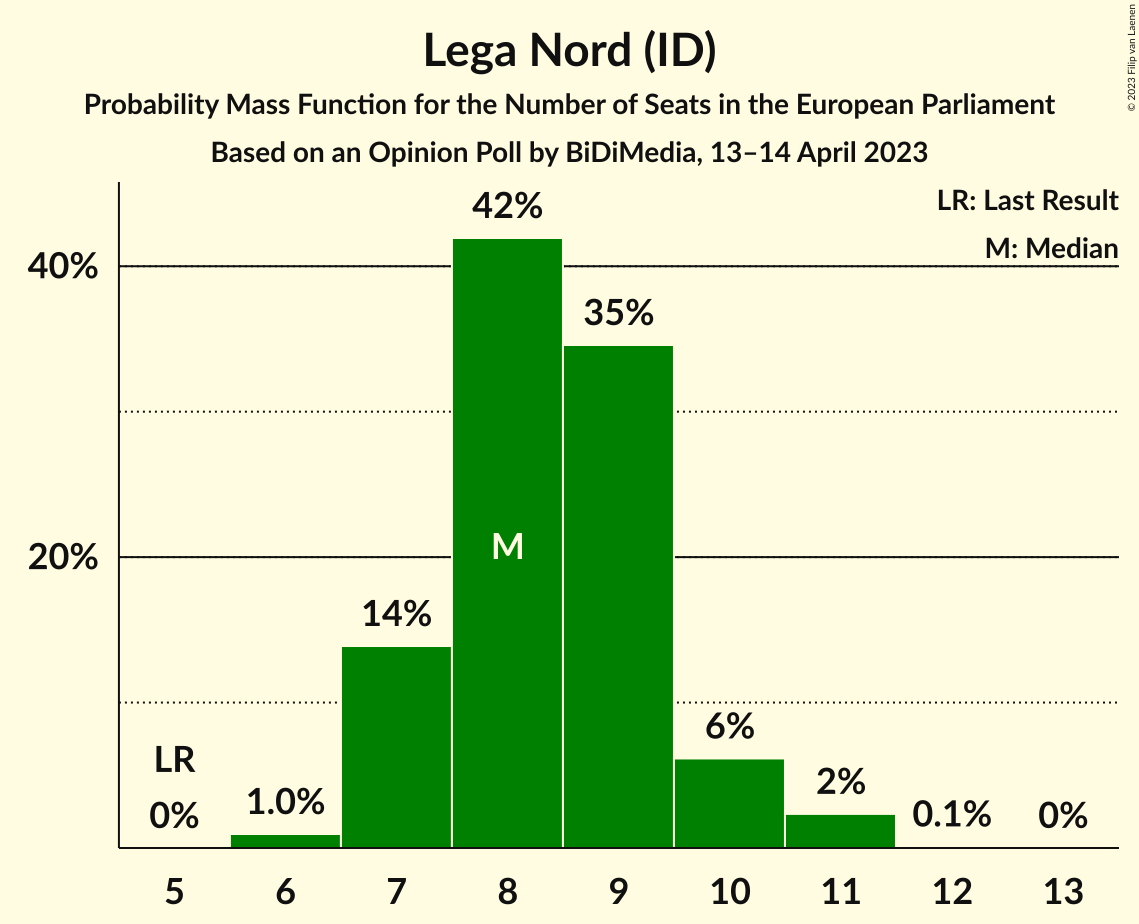 Lega Nord (ID)
Probability Mass Function for the Number of Seats in the European Parliament
Based on an Opinion Poll by BiDiMedia, 13–14 April 2023
© 2023 Filip van Laenen
LR: Last Result
M: Median
42%
40%
35%
M
20%
14%
6%
LR
2%
0%
1.0%
0.1%
0%
5 6 7 8 9 10 11 12 13